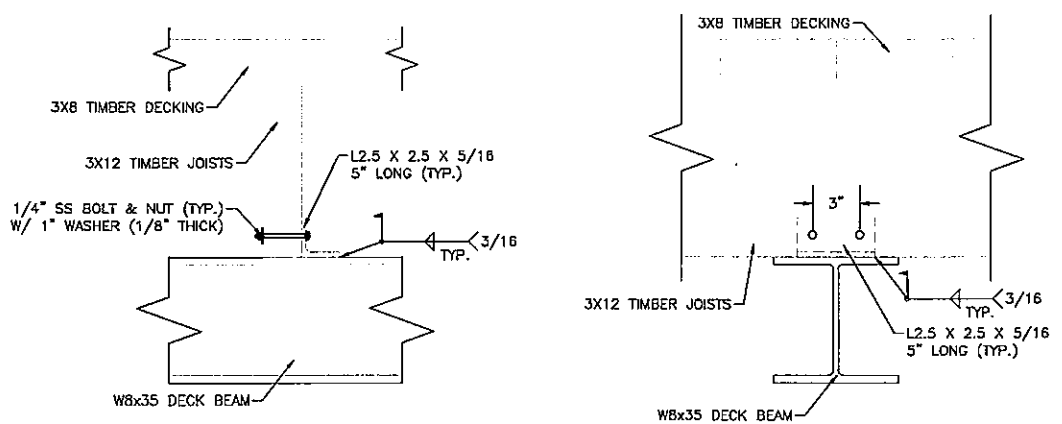 3X8 TIMBER DECKING
3X12 TIMBER JOISTS
L2.5 X 2.5 X 5/16
5" LONG (TYP.)
1/4" SS BOLT & NUT (TYP.)
W/ 1" WASHER (1/8" THICK)
3/16
TYP.
W8x35 DECK BEAM
3X8 TIMBER DECKING
3"
3X12 TIMBER JOISTS
3/16
TYP.
L2.5 X 2.5 X 5/16
5" LONG (TYP.)
W8x35 DECK BEAM